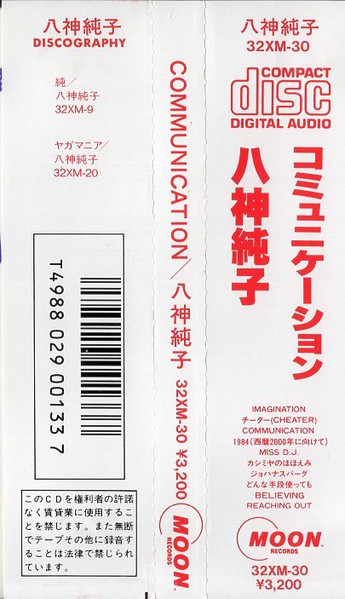 八神純子
DISCOGRAPHY
純/
八神純子
32XM-9
ヤガマニア/
八神純子
32XM-20
T4988 029 00133 7
このCDを権利者の許諾
なく賃貸業に使用するこ
とを禁じます。また無断
でテープその他に録音す
ることは法律で禁じられ
ています。
COMMUNICATION/八神純子 32XM-30 ¥3,200
MOON
RECORDS
八神純子
32XM-30
COMPACT
disc
DIGITAL AUDIO
コミュニケーション
八神純子
IMAGINATION
チーター(CHEATER)
COMMUNICATION
1984(西暦2000年に向けて)
MISS D.J.
カシミヤのほほえみ
ジョハナスバーグ
どんな手段使っても
BELIEVING
REACHING OUT
MOON
RECORDS
32XM-30
¥3,200